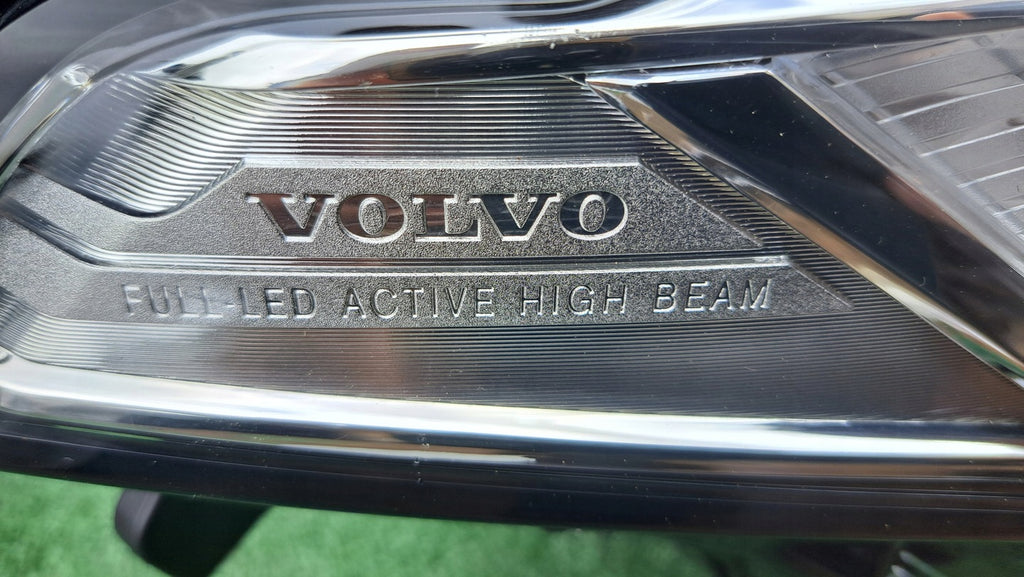 VOLVO
FULL-LED ACTIVE HIGH BEAM